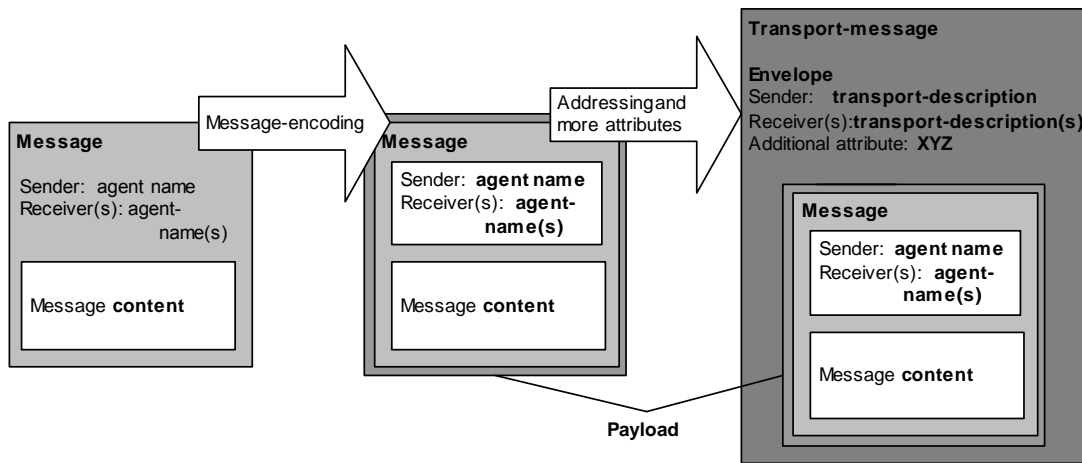 Message
Sender: agent name
Receiver(s): agent-
name(s)
Message content
Message-encoding
Message
Sender: agent name
Receiver(s): agent-
name(s)
Message content
Addressing and
more attributes
Transport-message
Envelope
Sender: transport-description
Receiver(s):transport-description(s)
Additional attribute: XYZ
Message
Sender: agent name
Receiver(s): agent-
name(s)
Message content
Payload